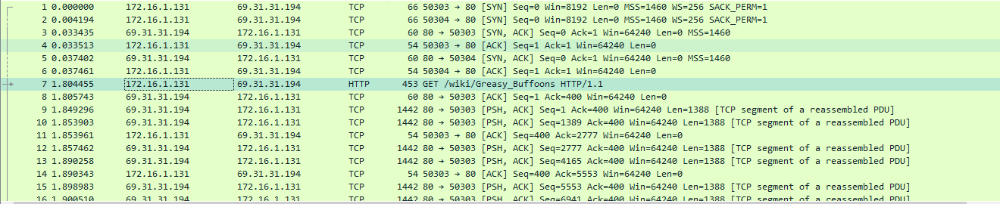 1 0.000000 172.16.1.131 69.31.31.194 TCP 66 50303 → 80 [SYN] Seq=0 Win=8192 Len=0 MSS=1460 WS=256 SACK_PERM=1
2 0.004194 172.16.1.131 69.31.31.194 TCP 66 50304 → 80 [SYN] Seq=0 Win=8192 Len=0 MSS=1460 WS=256 SACK_PERM=1
3 0.033435 69.31.31.194 172.16.1.131 TCP 60 80 → 50303 [SYN, ACK] Seq=0 Ack=1 Win=64240 Len=0 MSS=1460
4 0.033513 172.16.1.131 69.31.31.194 TCP 54 50303 → 80 [ACK] Seq=1 Ack=1 Win=64240 Len=0
5 0.037402 69.31.31.194 172.16.1.131 TCP 60 80 → 50304 [SYN, ACK] Seq=0 Ack=1 Win=64240 Len=0 MSS=1460
6 0.037461 172.16.1.131 69.31.31.194 TCP 54 50304 → 80 [ACK] Seq=1 Ack=1 Win=64240 Len=0
7 1.804455 172.16.1.131 69.31.31.194 HTTP 453 GET /wiki/Greasy_Buffoons HTTP/1.1
8 1.805743 69.31.31.194 172.16.1.131 TCP 60 80 → 50303 [ACK] Seq=1 Ack=400 Win=64240 Len=0
9 1.849296 69.31.31.194 172.16.1.131 TCP 1442 80 → 50303 [PSH, ACK] Seq=1 Ack=400 Win=64240 Len=1388 [TCP segment of a reassembled PDU]
10 1.853903 69.31.31.194 172.16.1.131 TCP 1442 80 → 50303 [PSH, ACK] Seq=1389 Ack=400 Win=64240 Len=1388 [TCP segment of a reassembled PDU]
11 1.853961 172.16.1.131 69.31.31.194 TCP 54 50303 → 80 [ACK] Seq=400 Ack=2777 Win=64240 Len=0
12 1.857462 69.31.31.194 172.16.1.131 TCP 1442 80 → 50303 [PSH, ACK] Seq=2777 Ack=400 Win=64240 Len=1388 [TCP segment of a reassembled PDU]
13 1.890258 69.31.31.194 172.16.1.131 TCP 1442 80 → 50303 [PSH, ACK] Seq=4165 Ack=400 Win=64240 Len=1388 [TCP segment of a reassembled PDU]
14 1.890343 172.16.1.131 69.31.31.194 TCP 54 50303 → 80 [ACK] Seq=400 Ack=5553 Win=64240 Len=0
15 1.898983 69.31.31.194 172.16.1.131 TCP 1442 80 → 50303 [PSH, ACK] Seq=5553 Ack=400 Win=64240 Len=1388 [TCP segment of a reassembled PDU]
16 1.900510 69.31.31.194 172.16.1.131 TCP 1442 80 → 50303 [PSH, ACK] Seq=6941 Ack=400 Win=64240 Len=1388 [TCP segment of a reassembled PDU]